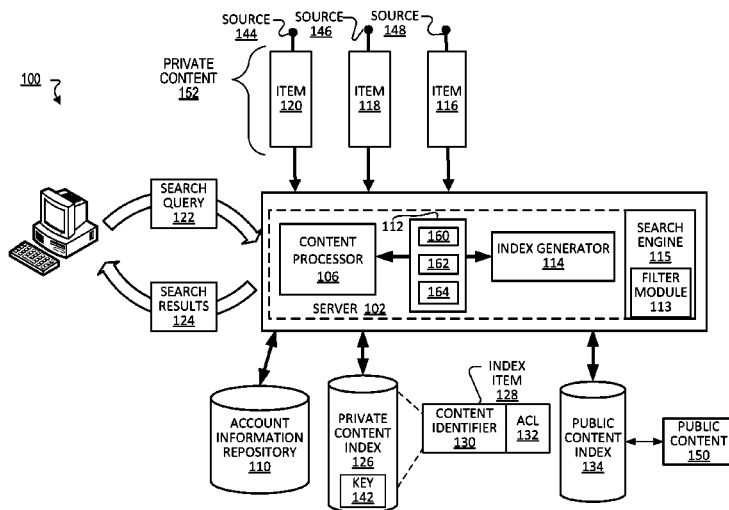 SOURCE
144
SOURCE
146
SOURCE
148
PRIVATE
CONTENT
152
100
ITEM
120
ITEM
118
ITEM
116
SEARCH
QUERY
122
SEARCH
RESULTS
124
112
CONTENT
PROCESSOR
106
160
162
164
INDEX GENERATOR
114
SEARCH
ENGINE
115
FILTER
MODULE
113
SERVER 102
ACCOUNT
INFORMATION
REPOSITORY
110
PRIVATE
CONTENT
INDEX
126
KEY
142
INDEX
ITEM
128
CONTENT
IDENTIFIER
130
ACL
132
PUBLIC
CONTENT
INDEX
134
PUBLIC
CONTENT
150